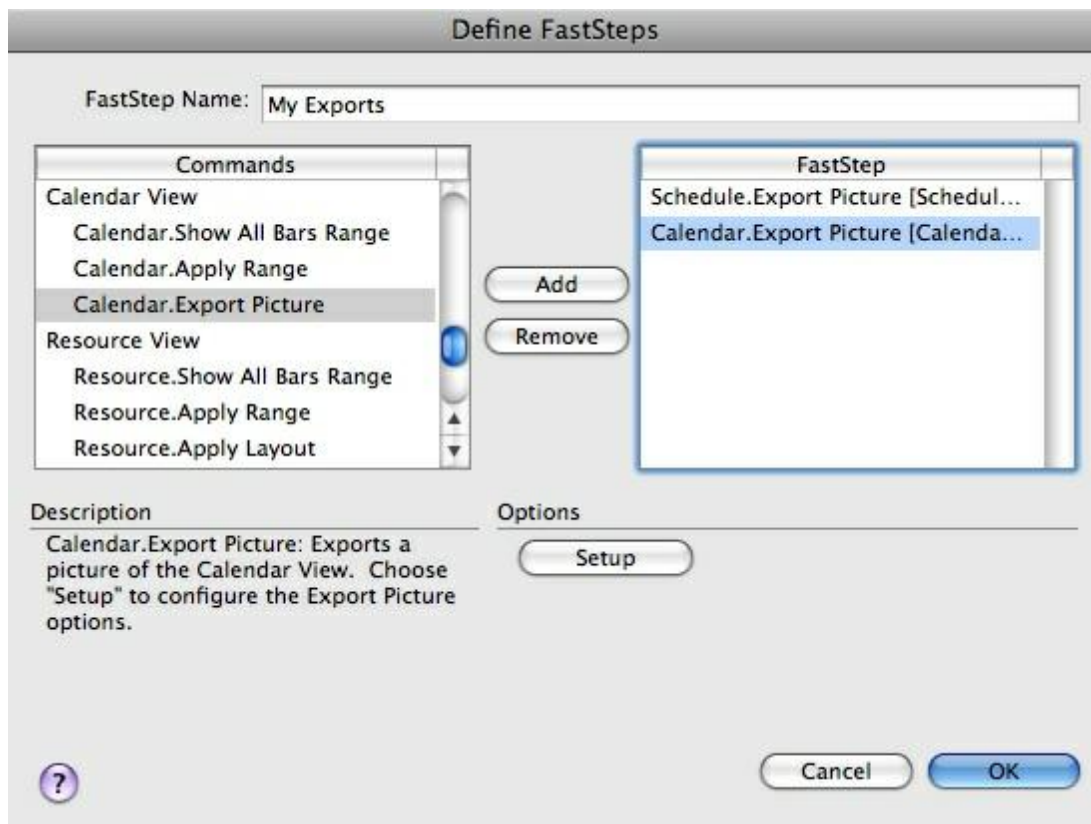 Define FastSteps
FastStep Name: My Exports
Commands
Calendar View
Calendar.Show All Bars Range
Calendar.Apply Range
Calendar.Export Picture
Resource View
Resource.Show All Bars Range
Resource.Apply Range
Resource.Apply Layout
Add
Remove
FastStep
Schedule.Export Picture [Schedul...
Calendar.Export Picture [Calenda...
Description
Calendar.Export Picture: Exports a
picture of the Calendar View. Choose
"Setup" to configure the Export Picture
options.
Options
Setup
?
Cancel
OK